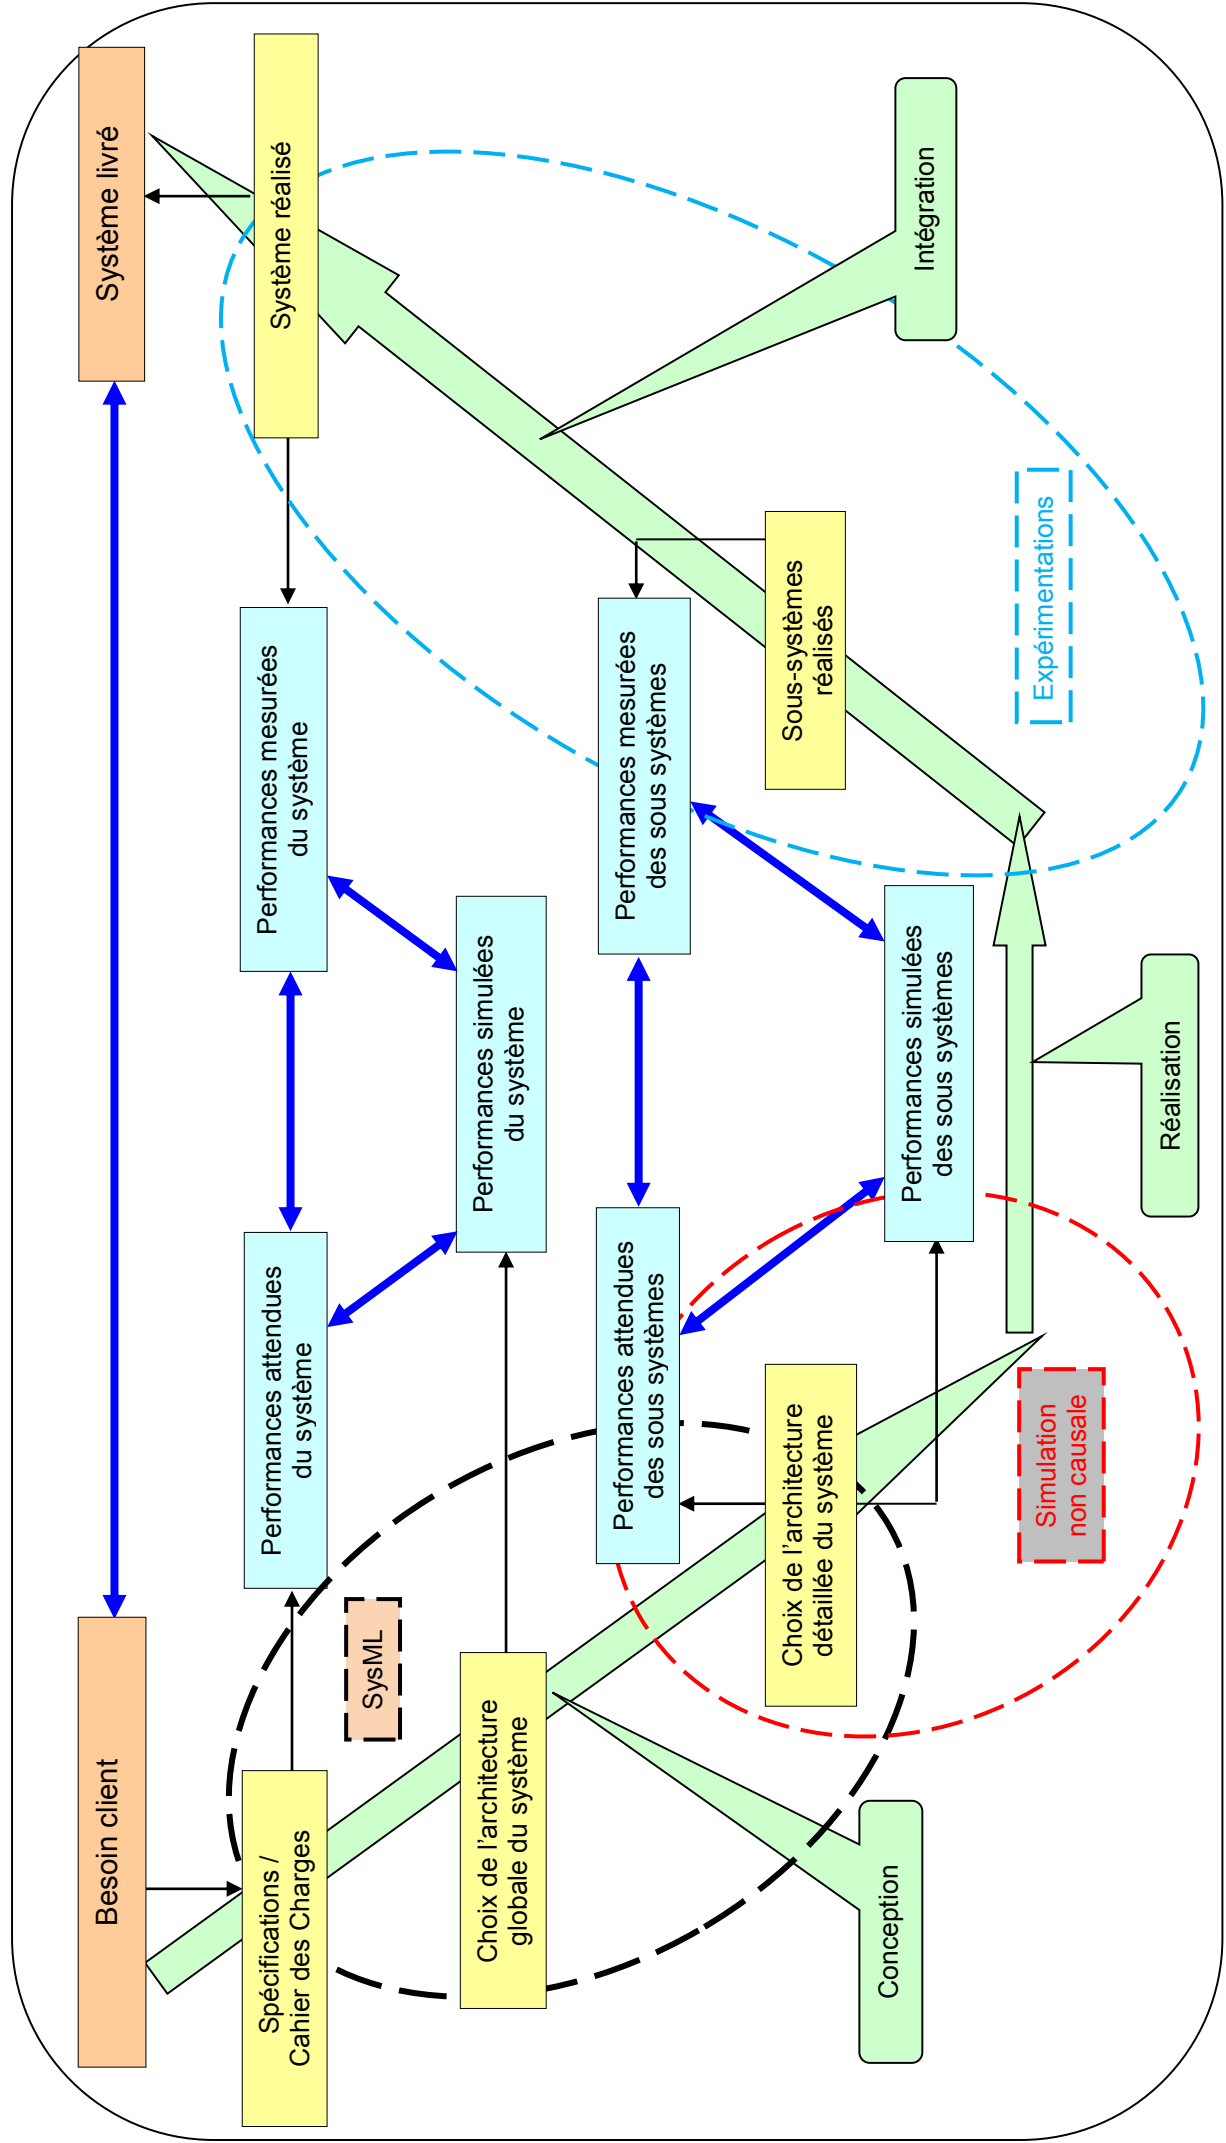 Besoin client
Système livré
Spécifications /
Cahier des Charges
Performances attendues
du système
Performances mesurées
du système
Système réalisé
SysML
Choix de l'architecture
globale du système
Performances simulées
du système
Performances attendues
des sous systèmes
Performances mesurées
des sous systèmes
Choix de l'architecture
détaillée du système
Sous-systèmes
réalisés
Performances simulées
des sous systèmes
Conception
Intégration
Simulation
non causale
Expérimentations
Réalisation